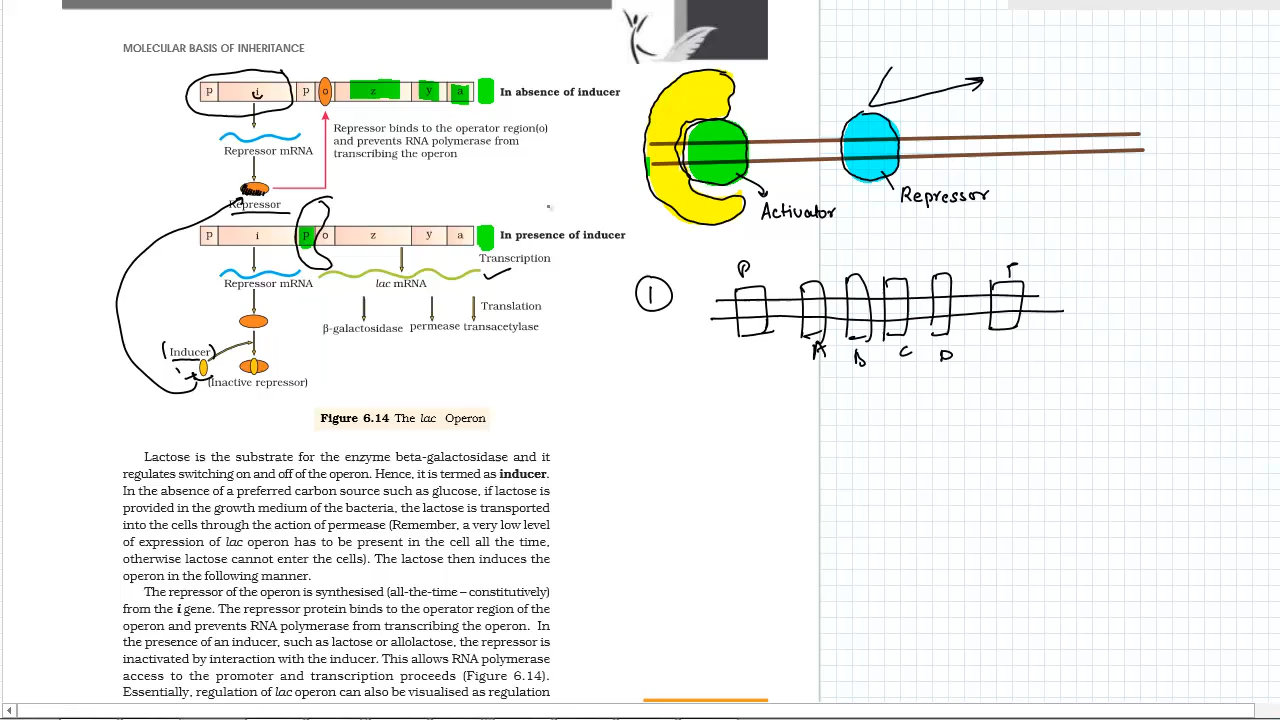 MOLECULAR BASIS OF INHERITANCE
p i p o z y a In absence of inducer
Repressor binds to the operator region(o)
and prevents RNA polymerase from
transcribing the operon
Repressor mRNA
Repressor
p i p o z y a In presence of inducer
Transcription
Repressor mRNA lac mRNA
Translation
β-galactosidase permease transacetylase
Inducer
(Inactive repressor)
Figure 6.14 The lac Operon
Lactose is the substrate for the enzyme beta-galactosidase and it
regulates switching on and off of the operon. Hence, it is termed as inducer.
In the absence of a preferred carbon source such as glucose, if lactose is
provided in the growth medium of the bacteria, the lactose is transported
into the cells through the action of permease (Remember, a very low level
of expression of lac operon has to be present in the cell all the time,
otherwise lactose cannot enter the cells). The lactose then induces the
operon in the following manner.
The repressor of the operon is synthesised (all-the-time – constitutively)
from the i gene. The repressor protein binds to the operator region of the
operon and prevents RNA polymerase from transcribing the operon. In
the presence of an inducer, such as lactose or allolactose, the repressor is
inactivated by interaction with the inducer. This allows RNA polymerase
access to the promoter and transcription proceeds (Figure 6.14).
Essentially, regulation of lac operon can also be visualised as regulation
Activator
Repressor
1
P
A B C D